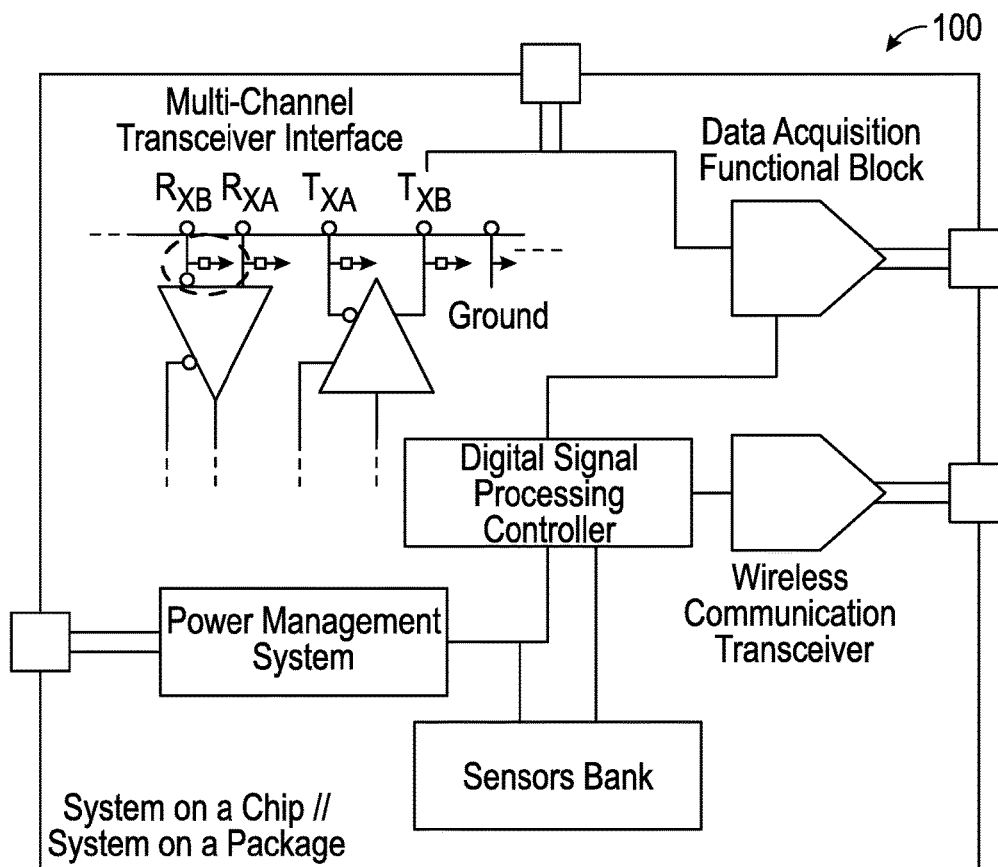 100
Multi-Channel
Transceiver Interface
Data Acquisition
Functional Block
RXB RXA TXA TXB
Ground
Digital Signal
Processing
Controller
Wireless
Communication
Transceiver
Power Management
System
Sensors Bank
System on a Chip //
System on a Package